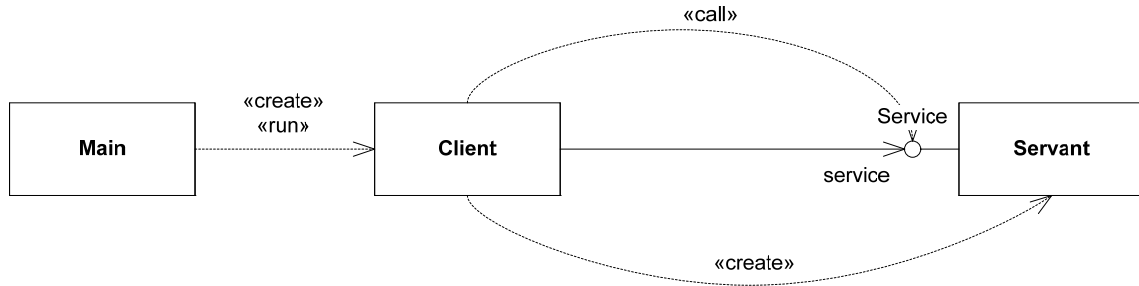 «call»
«create»
«run»
Service
Main
Client
Servant
service
«create»